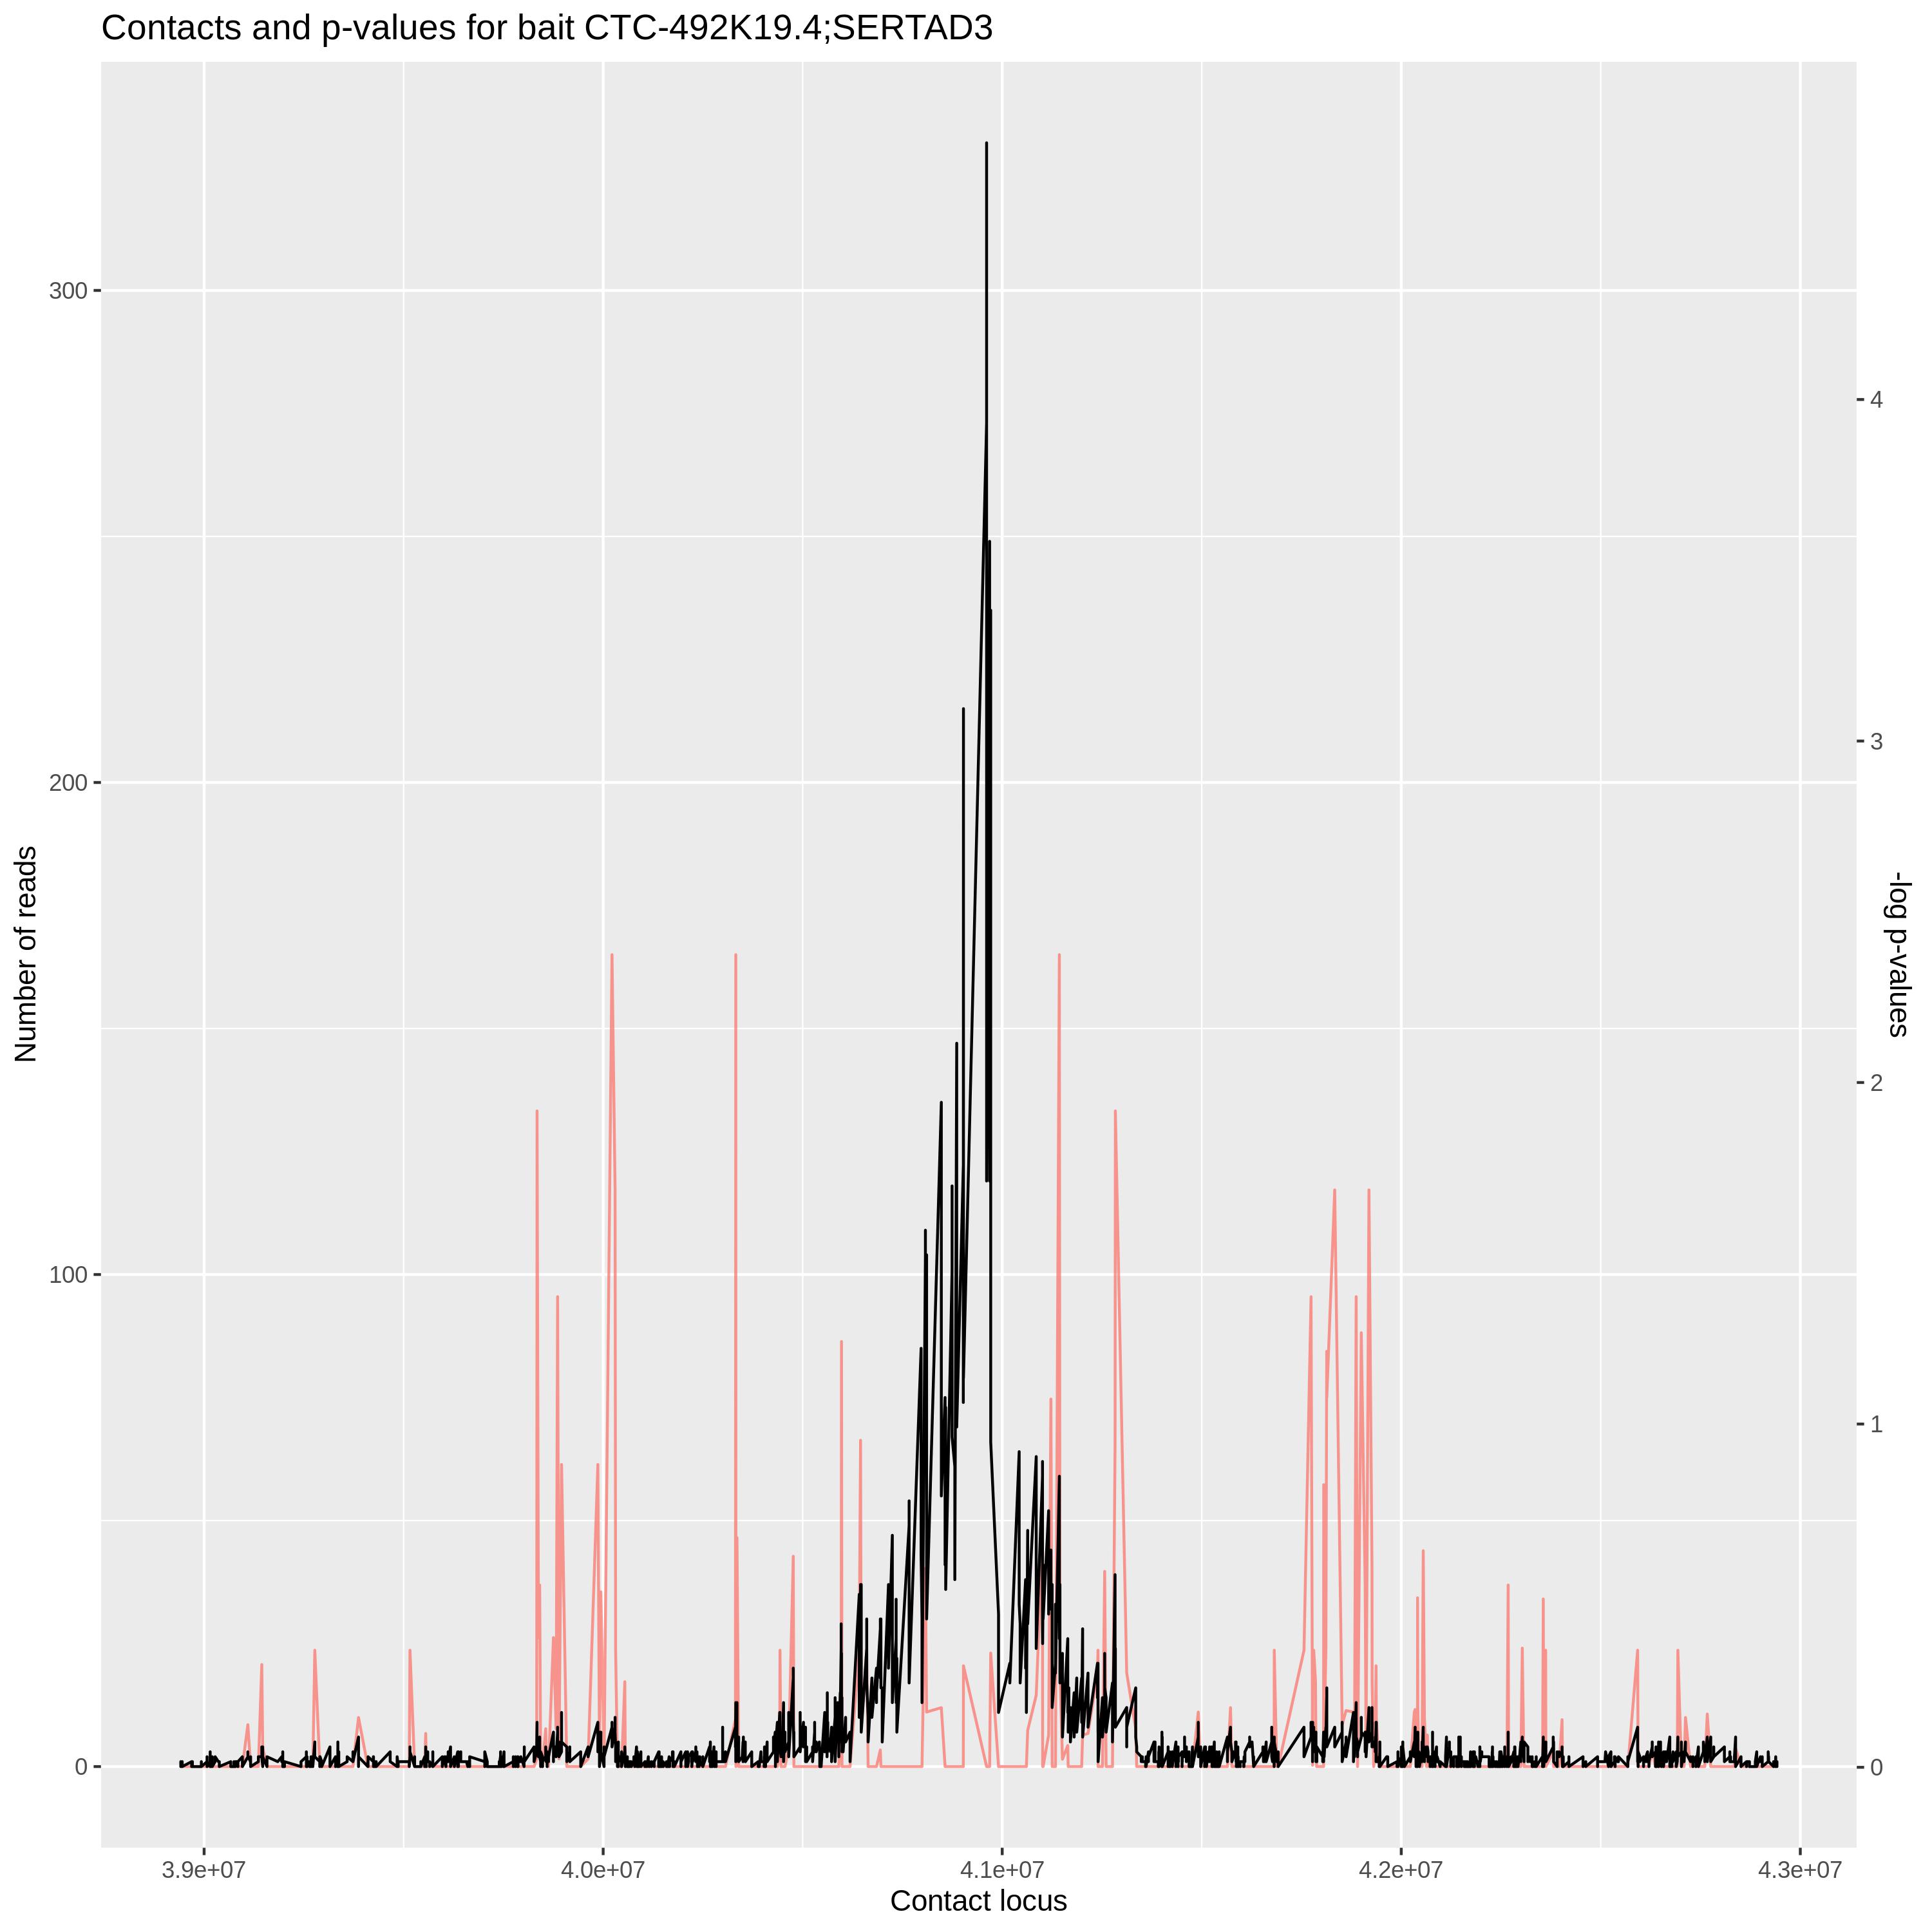 Contacts and p-values for bait CTC-492K19.4;SERTAD3
Number of reads
300
200
100
0
-log p-values
4
3
2
1
0
3.9e+07 4.0e+07 4.1e+07 4.2e+07 4.3e+07
Contact locus